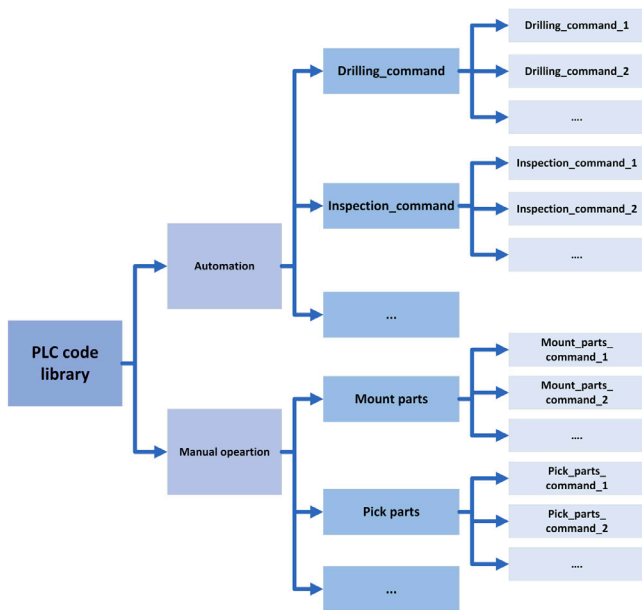 PLC code
library
Automation
Manual opeartion
Drilling_command
Inspection_command
...
Mount parts
Pick parts
...
Drilling_command_1
Drilling_command_2
....
Inspection_command_1
Inspection_command_2
....
Mount_parts_
command_1
Mount_parts_
command_2
....
Pick_parts_
command_1
Pick_parts_
command_2
....